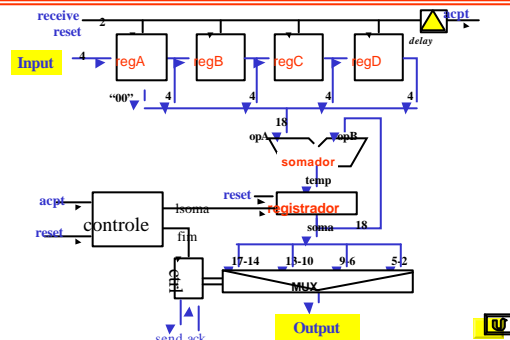 receive
reset
2
acpt
delay
Input
4
regA
regB
regC
regD
"00"
4
4
4
4
18
opA
opB
somador
temp
reset
registrador
acpt
reset
controle
lsoma
fim
soma
18
ctrl
17-14
13-10
9-6
5-2
MUX
send ack
Output